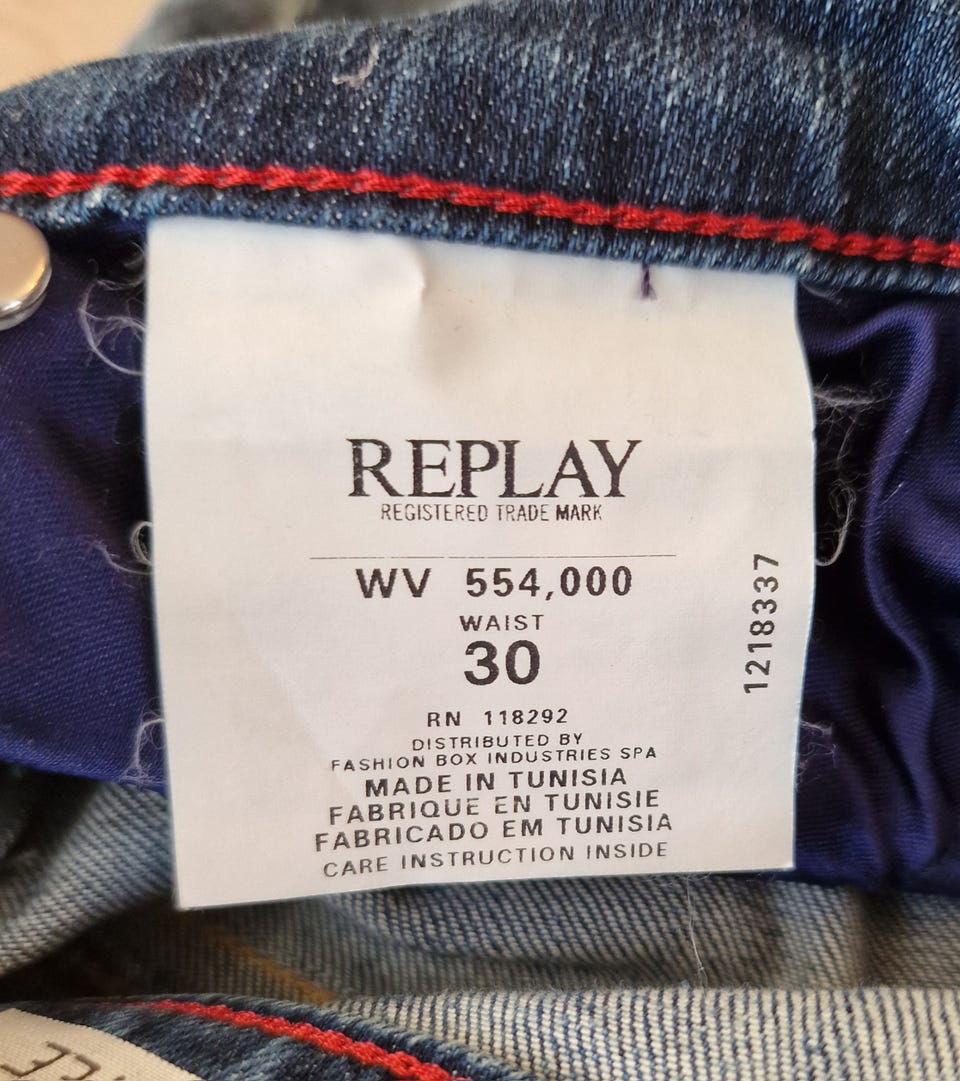 REPLAY
REGISTERED TRADE MARK
WV 554,000
WAIST
30
1218337
RN 118292
DISTRIBUTED BY
FASHION BOX INDUSTRIES SPA
MADE IN TUNISIA
FABRIQUE EN TUNISIE
FABRICADO EM TUNISIA
CARE INSTRUCTION INSIDE